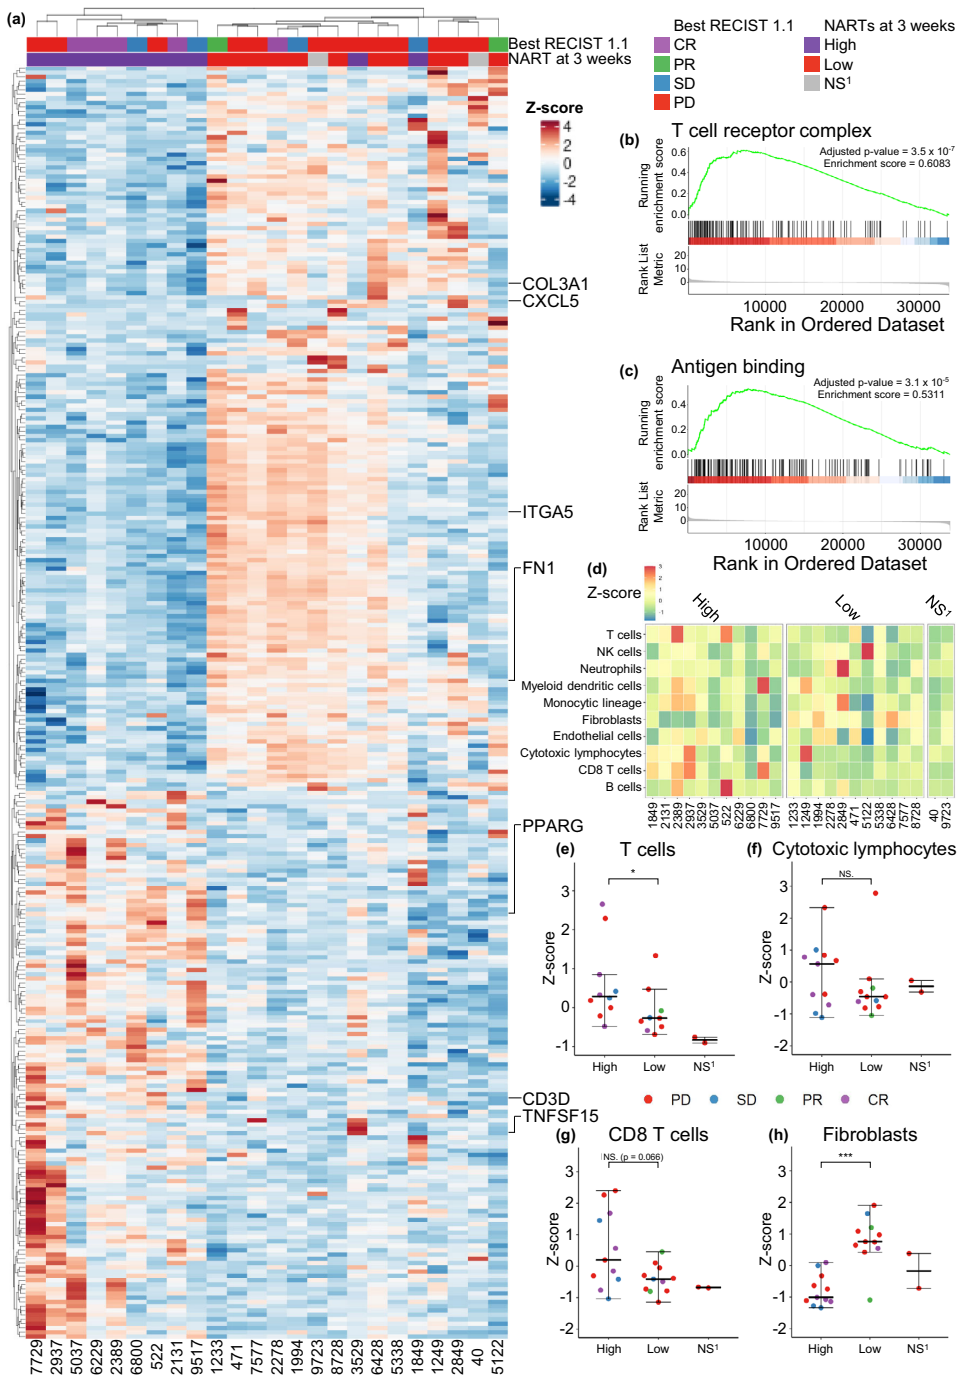 (a)
Best RECIST 1.1
NART at 3 weeks
Z-score
4
2
0
-2
-4
COL3A1
CXCL5
ITGA5
FN1
PPARG
CD3D
TNFSF15
7729 2937 5037 6229 2389 6800 522 2131 9517 1233 471 7577 2278 1994 9723 8728 3529 6428 5338 1849 1249 2849 40 5122
Best RECIST 1.1
CR
PR
SD
PD
NARTs at 3 weeks
High
Low
NS¹
(b)
T cell receptor complex
Adjusted p-value = 3.5 x 10⁻⁷
Enrichment score = 0.6083
Running
enrichment score
0.6
0.4
0.2
0.0
Rank List
Metric
20
10
0
10000 20000 30000
Rank in Ordered Dataset
(c)
Antigen binding
Adjusted p-value = 3.1 x 10⁻⁵
Enrichment score = 0.5311
Running
enrichment score
0.4
0.2
0.0
Rank List
Metric
20
10
0
10000 20000 30000
Rank in Ordered Dataset
(d)
Z-score
3
2
1
0
-1
High
Low
NS¹
T cells
NK cells
Neutrophils
Myeloid dendritic cells
Monocytic lineage
Fibroblasts
Endothelial cells
Cytotoxic lymphocytes
CD8 T cells
B cells
1849 2131 2389 2937 3529 5037 522 6229 6800 7729 9517 1233 1249 1994 2278 2849 471 5122 5338 6428 7577 8728 40 9723
(e)
T cells
*
Z-score
3
2
1
0
-1
High Low NS¹
(f)
Cytotoxic lymphocytes
NS.
Z-score
3
2
1
0
-1
-2
High Low NS¹
PD SD PR CR
(g)
CD8 T cells
NS. (p = 0.066)
Z-score
3
2
1
0
-1
-2
High Low NS¹
(h)
Fibroblasts
***
Z-score
3
2
1
0
-1
-2
High Low NS¹